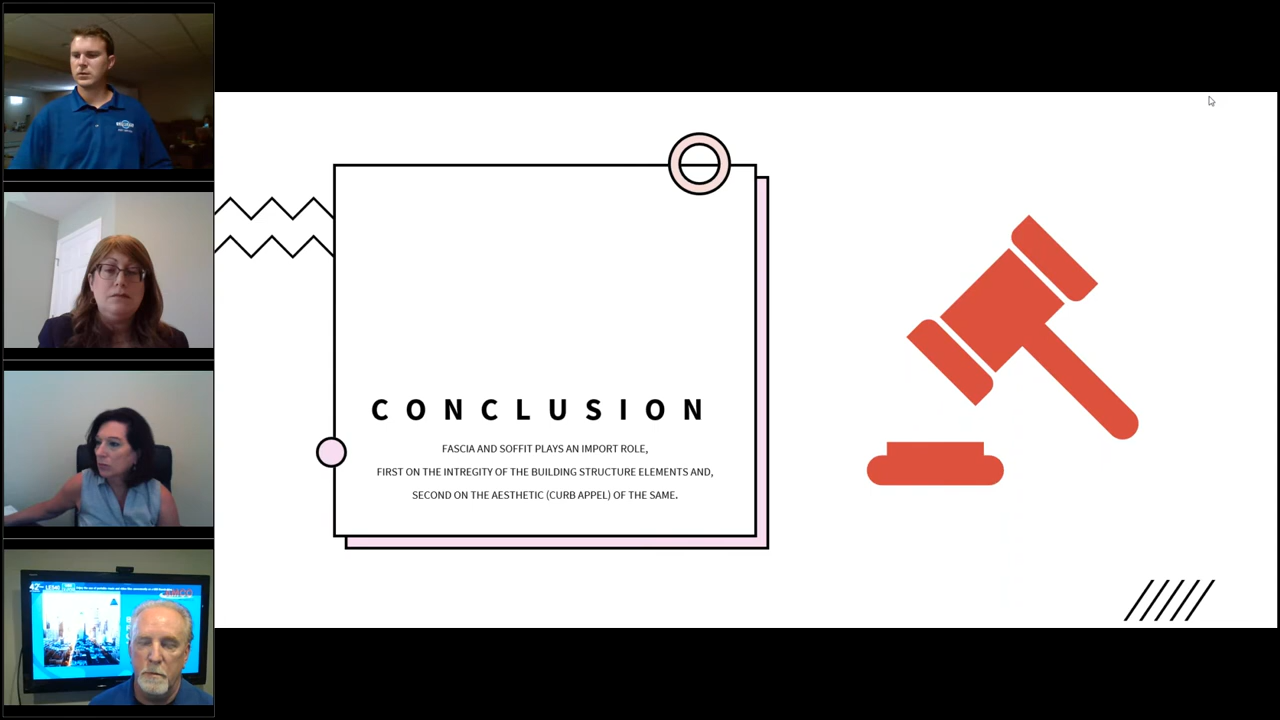 CONCLUSION
FASCIA AND SOFFIT PLAYS AN IMPORT ROLE,
FIRST ON THE INTREGITY OF THE BUILDING STRUCTURE ELEMENTS AND,
SECOND ON THE AESTHETIC (CURB APPEL) OF THE SAME.